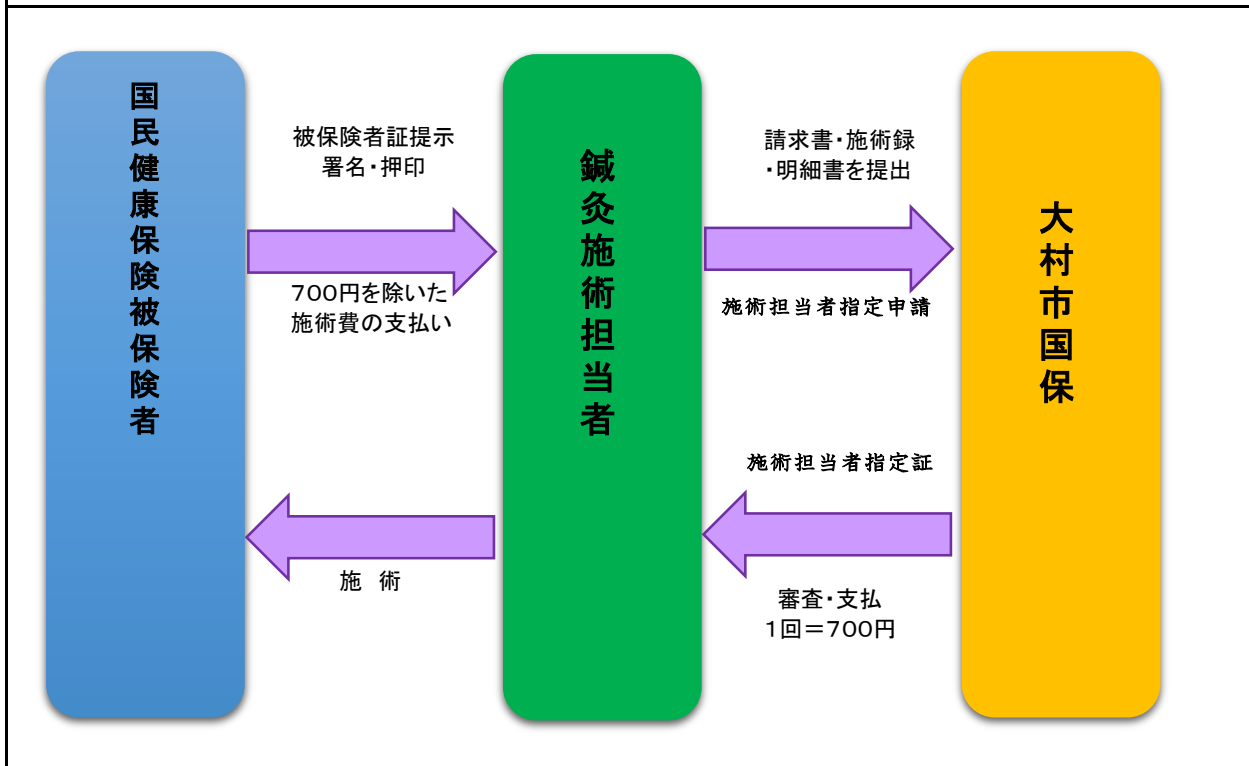 国民健康保険被保険者
被保険者証提示
署名・押印
700円を除いた
施術費の支払い
施　術
鍼灸施術担当者
請求書・施術録
・明細書を提出
施術担当者指定申請
施術担当者指定証
審査・支払
1回＝700円
大村市国保